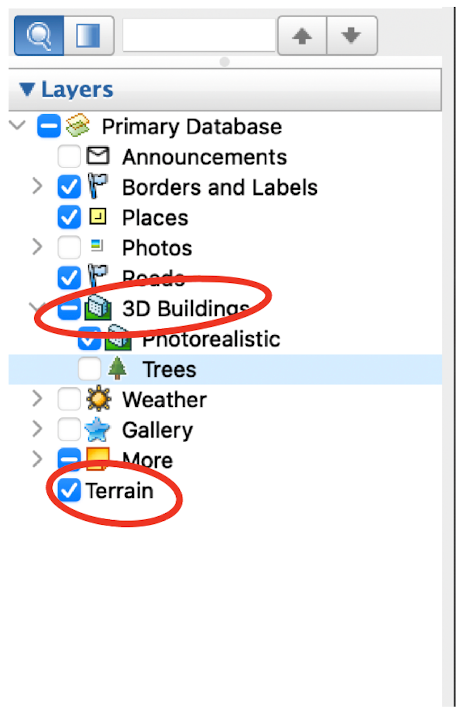 Layers
Primary Database
Announcements
Borders and Labels
Places
Photos
Roads
3D Buildings
Photorealistic
Trees
Weather
Gallery
More
Terrain